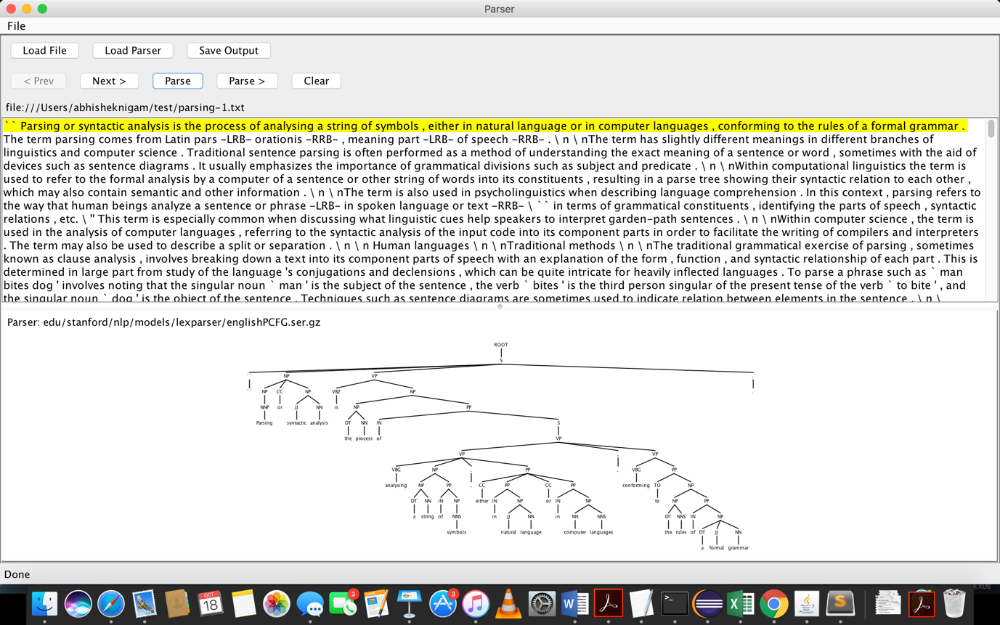 Parser
File
Load File Load Parser Save Output
< Prev Next > Parse Parse > Clear
file:///Users/abhisheknigam/test/parsing-1.txt
`` Parsing or syntactic analysis is the process of analysing a string of symbols , either in natural language or in computer languages , conforming to the rules of a formal grammar .
The term parsing comes from Latin pars -LRB- orationis -RRB- , meaning part -LRB- of speech -RRB- . \ n \ nThe term has slightly different meanings in different branches of
linguistics and computer science . Traditional sentence parsing is often performed as a method of understanding the exact meaning of a sentence or word , sometimes with the aid of
devices such as sentence diagrams . It usually emphasizes the importance of grammatical divisions such as subject and predicate . \ n \ nWithin computational linguistics the term is
used to refer to the formal analysis by a computer of a sentence or other string of words into its constituents , resulting in a parse tree showing their syntactic relation to each other ,
which may also contain semantic and other information . \ n \ nThe term is also used in psycholinguistics when describing language comprehension . In this context , parsing refers to
the way that human beings analyze a sentence or phrase -LRB- in spoken language or text -RRB- \ `` in terms of grammatical constituents , identifying the parts of speech , syntactic
relations , etc. \ " This term is especially common when discussing what linguistic cues help speakers to interpret garden-path sentences . \ n \ nWithin computer science , the term is
used in the analysis of computer languages , referring to the syntactic analysis of the input code into its component parts in order to facilitate the writing of compilers and interpreters
. The term may also be used to describe a split or separation . \ n \ n Human languages \ n \ nTraditional methods \ n \ nThe traditional grammatical exercise of parsing , sometimes
known as clause analysis , involves breaking down a text into its component parts of speech with an explanation of the form , function , and syntactic relationship of each part . This is
determined in large part from study of the language 's conjugations and declensions , which can be quite intricate for heavily inflected languages . To parse a phrase such as ` man
bites dog ' involves noting that the singular noun ` man ' is the subject of the sentence , the verb ` bites ' is the third person singular of the present tense of the verb ` to bite ' , and
the singular noun ` dog ' is the object of the sentence . Techniques such as sentence diagrams are sometimes used to indicate relation between elements in the sentence . \ n \
Parser: edu/stanford/nlp/models/lexparser/englishPCFG.ser.gz
ROOT
S
`` NP VP .
`` NP CC NP VBZ NP .
NNP or JJ NN is NP PP
Parsing syntactic analysis DT NN IN S
the process of VP
VP , VP
VBG NP , PP , VBG PP
analysing NP PP , CC PP CC PP conforming TO NP
DT NN IN NP either IN NP or IN NP to NP PP
a string of NNS in JJ NN in NN NNS DT NNS IN NP
symbols natural language computer languages the rules of DT JJ NN
a formal grammar
Done
OCT
18
3
3